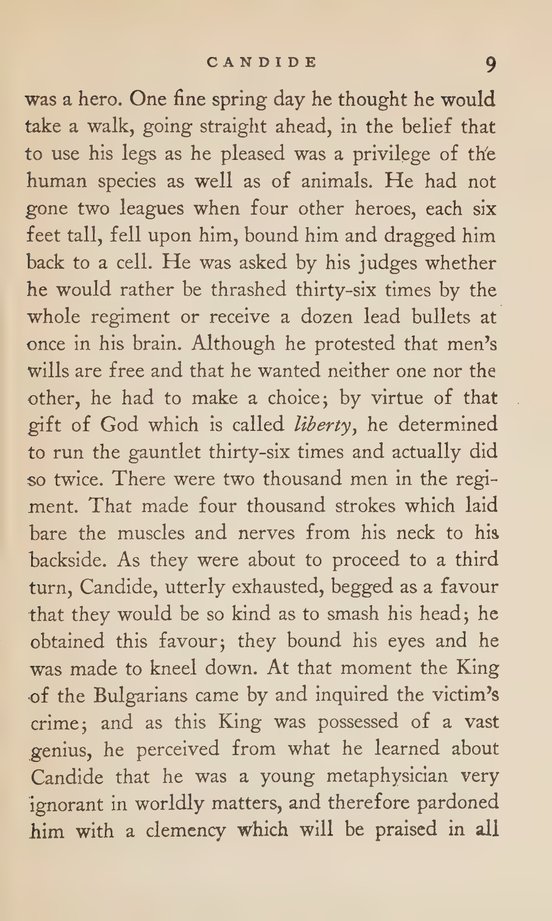 CANDIDE 9
was a hero. One fine spring day he thought he would
take a walk, going straight ahead, in the belief that
to use his legs as he pleased was a privilege of the
human species as well as of animals. He had not
gone two leagues when four other heroes, each six
feet tall, fell upon him, bound him and dragged him
back to a cell. He was asked by his judges whether
he would rather be thrashed thirty-six times by the
whole regiment or receive a dozen lead bullets at
once in his brain. Although he protested that men's
wills are free and that he wanted neither one nor the
other, he had to make a choice; by virtue of that
gift of God which is called liberty, he determined
to run the gauntlet thirty-six times and actually did
so twice. There were two thousand men in the regi-
ment. That made four thousand strokes which laid
bare the muscles and nerves from his neck to his
backside. As they were about to proceed to a third
turn, Candide, utterly exhausted, begged as a favour
that they would be so kind as to smash his head; he
obtained this favour; they bound his eyes and he
was made to kneel down. At that moment the King
of the Bulgarians came by and inquired the victim's
crime; and as this King was possessed of a vast
genius, he perceived from what he learned about
Candide that he was a young metaphysician very
ignorant in worldly matters, and therefore pardoned
him with a clemency which will be praised in all